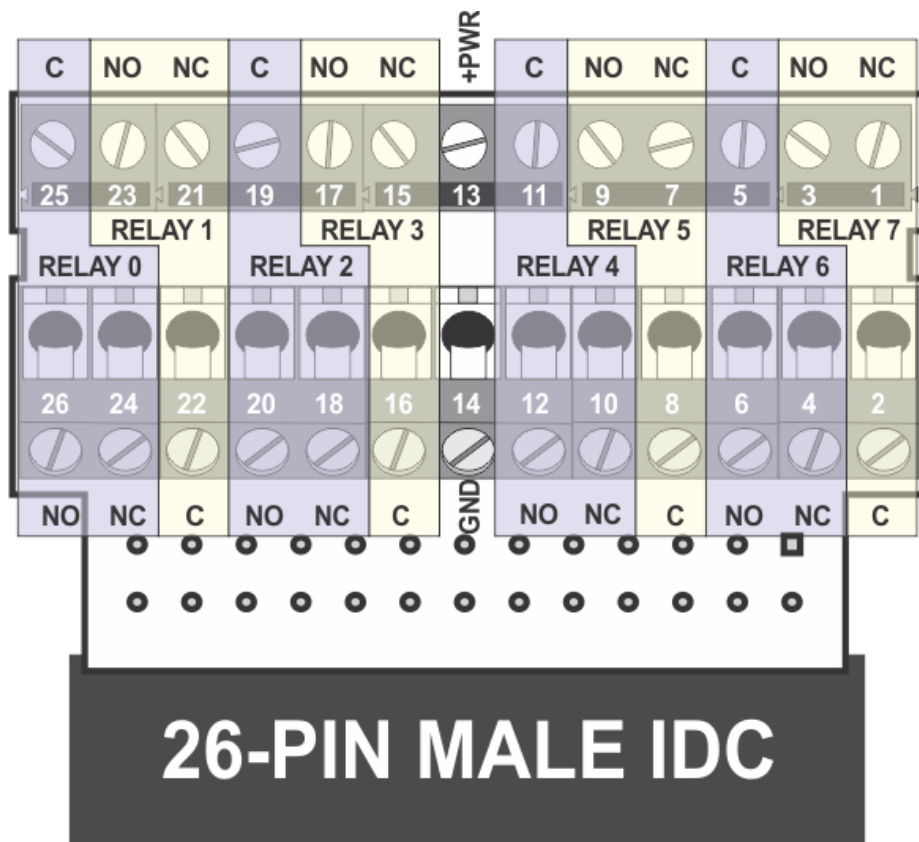 C NO NC C NO NC +PWR C NO NC C NO NC
25 23 21 19 17 15 13 11 9 7 5 3 1
RELAY 1 RELAY 3 RELAY 5 RELAY 7
RELAY 0 RELAY 2 RELAY 4 RELAY 6
26 24 22 20 18 16 14 12 10 8 6 4 2
NO NC C NO NC C GND NO NC C NO NC C
26-PIN MALE IDC